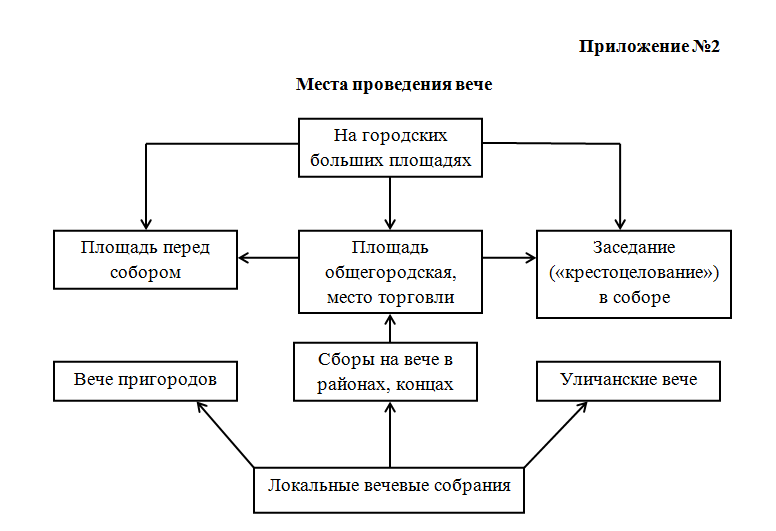 Приложение №2
Места проведения вече
На городских
больших площадях
Площадь перед
собором
Площадь
общегородская,
место торговли
Заседание
(«крестоцелование»)
в соборе
Вече пригородов
Сборы на вече в
районах, концах
Уличанские вече
Локальные вечевые собрания